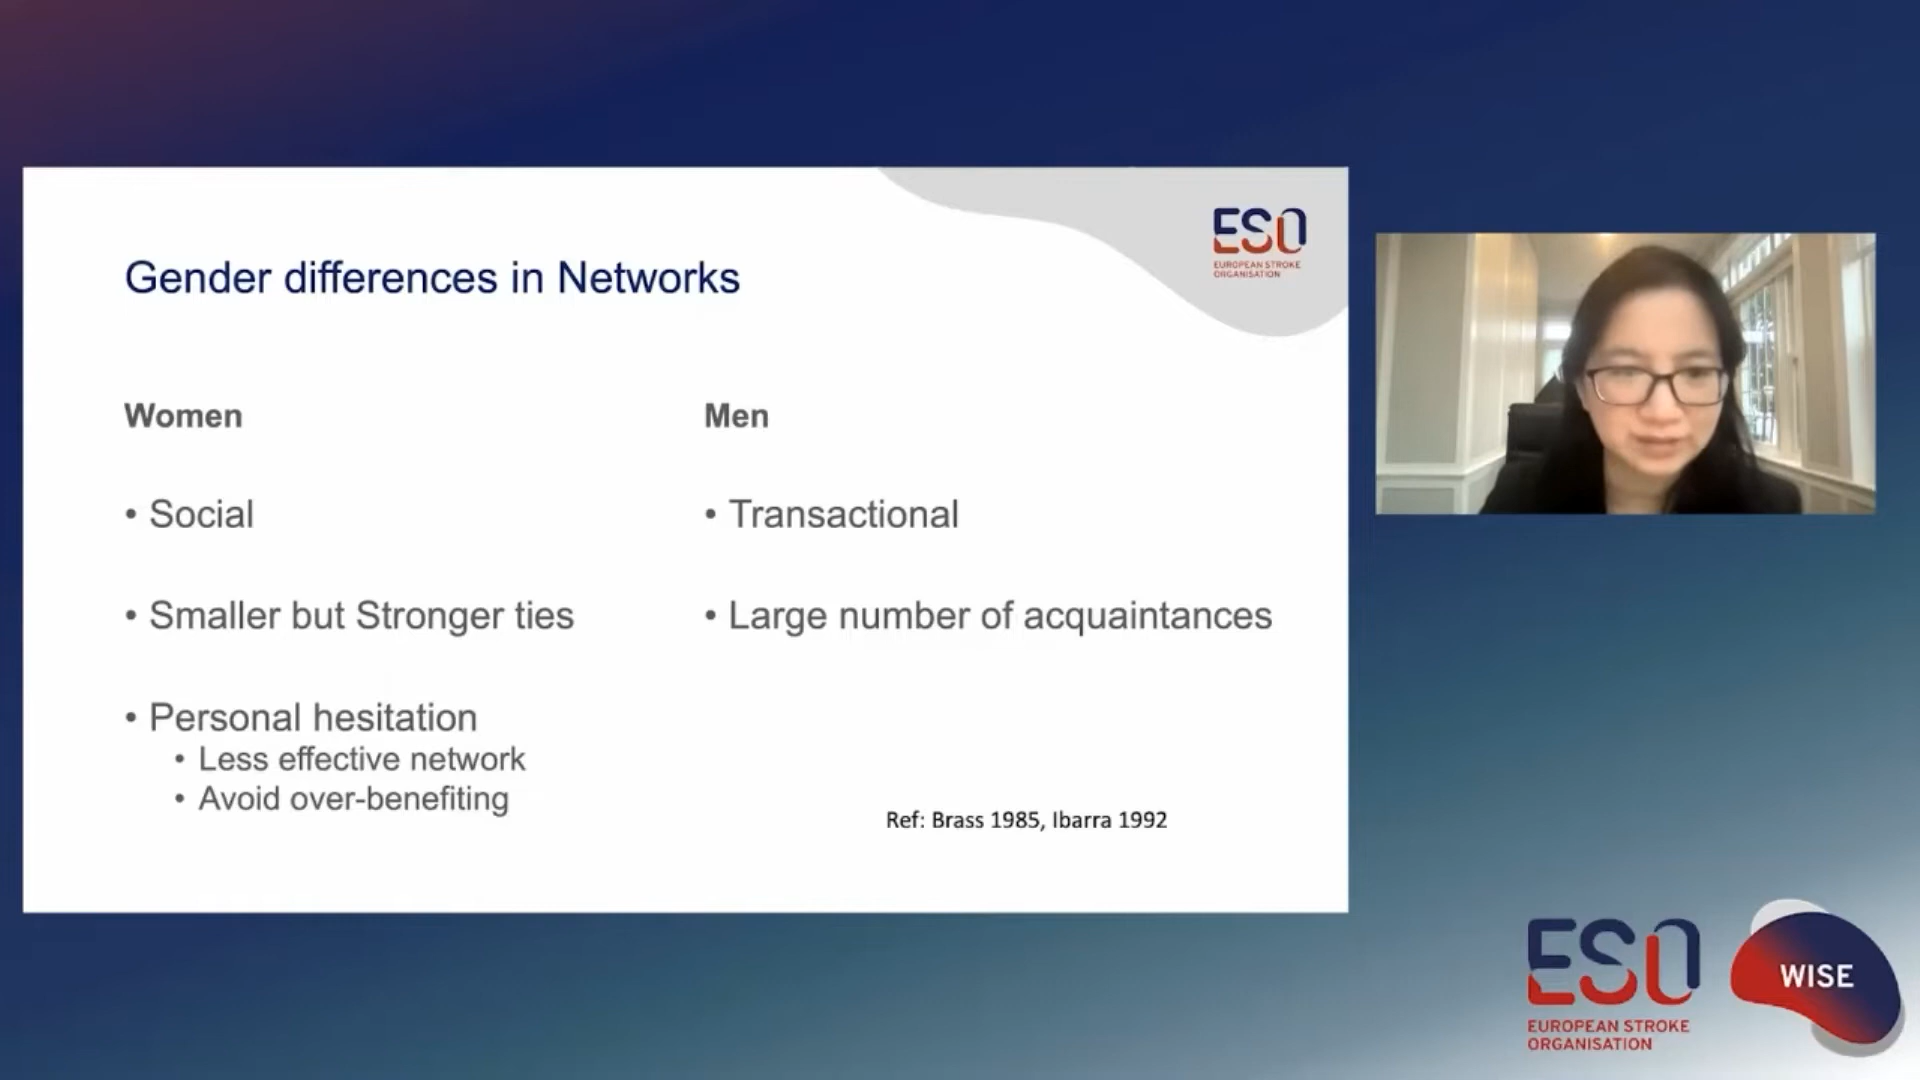 Gender differences in Networks
ESO
EUROPEAN STROKE
ORGANISATION
Women
• Social
• Smaller but Stronger ties
• Personal hesitation
• Less effective network
• Avoid over-benefiting
Men
• Transactional
• Large number of acquaintances
Ref: Brass 1985, Ibarra 1992
ESO
EUROPEAN STROKE
ORGANISATION
WISE